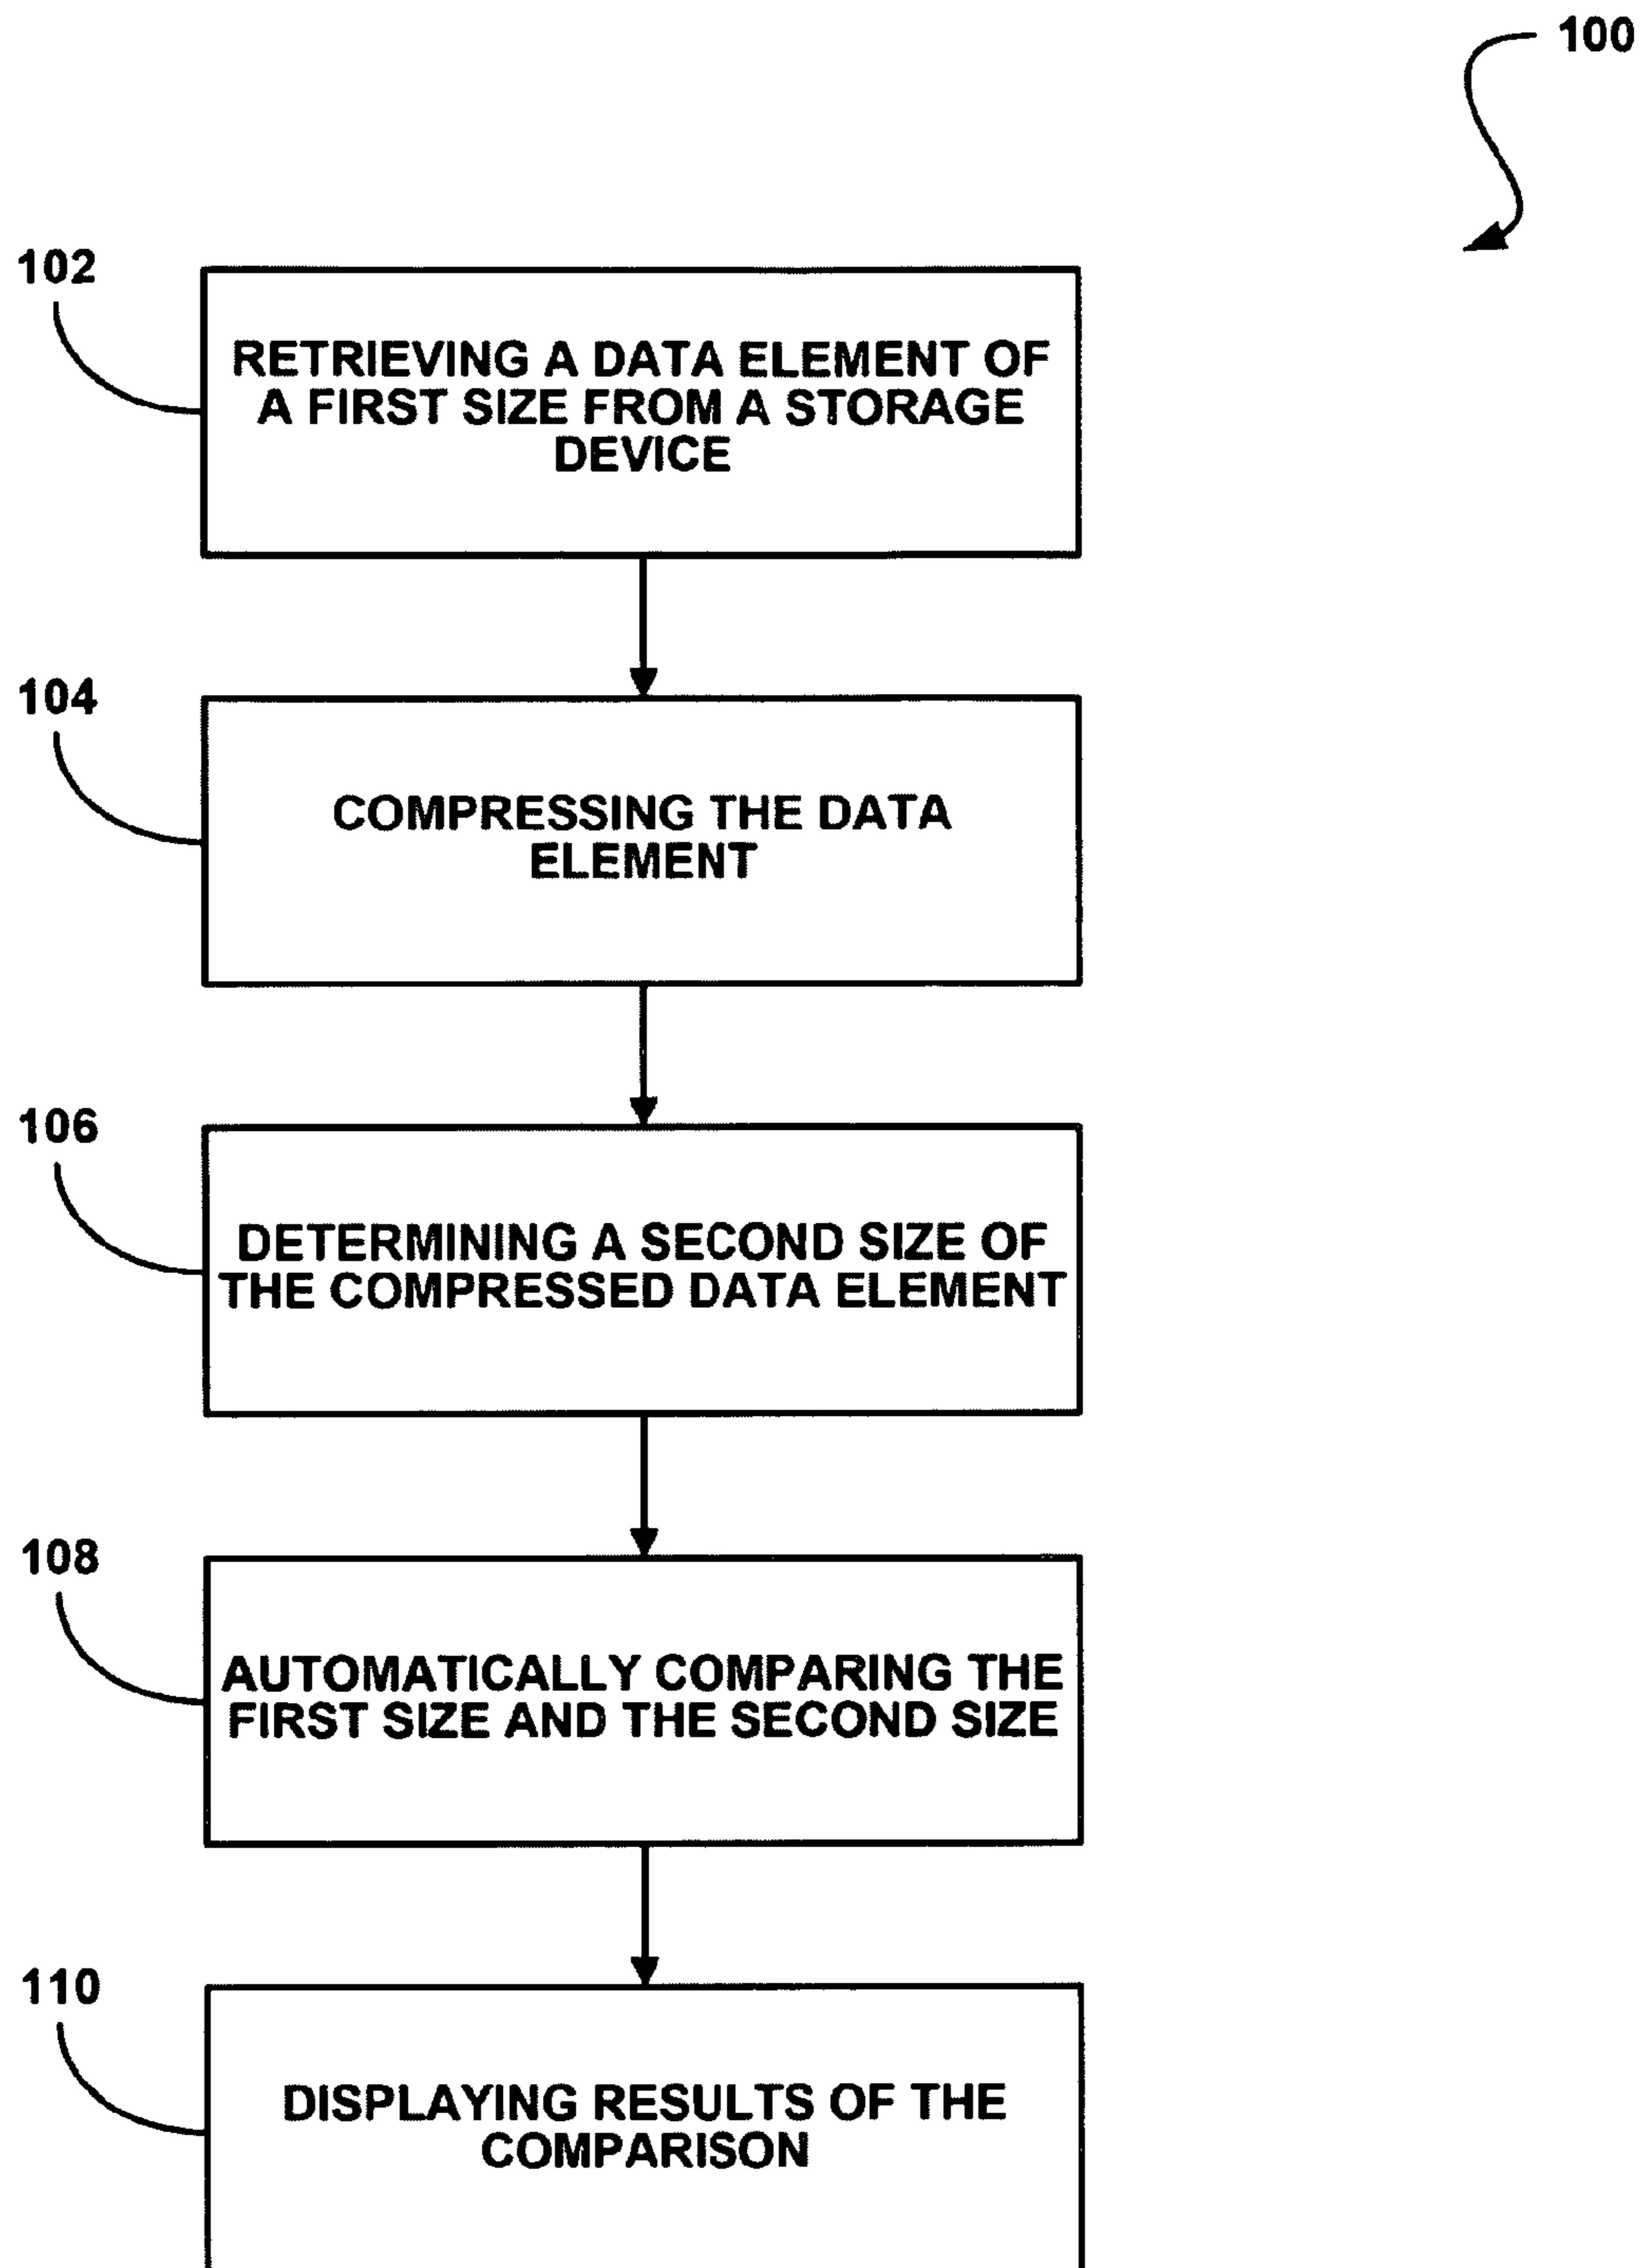 100
102
RETRIEVING A DATA ELEMENT OF
A FIRST SIZE FROM A STORAGE
DEVICE
104
COMPRESSING THE DATA
ELEMENT
106
DETERMINING A SECOND SIZE OF
THE COMPRESSED DATA ELEMENT
108
AUTOMATICALLY COMPARING THE
FIRST SIZE AND THE SECOND SIZE
110
DISPLAYING RESULTS OF THE
COMPARISON